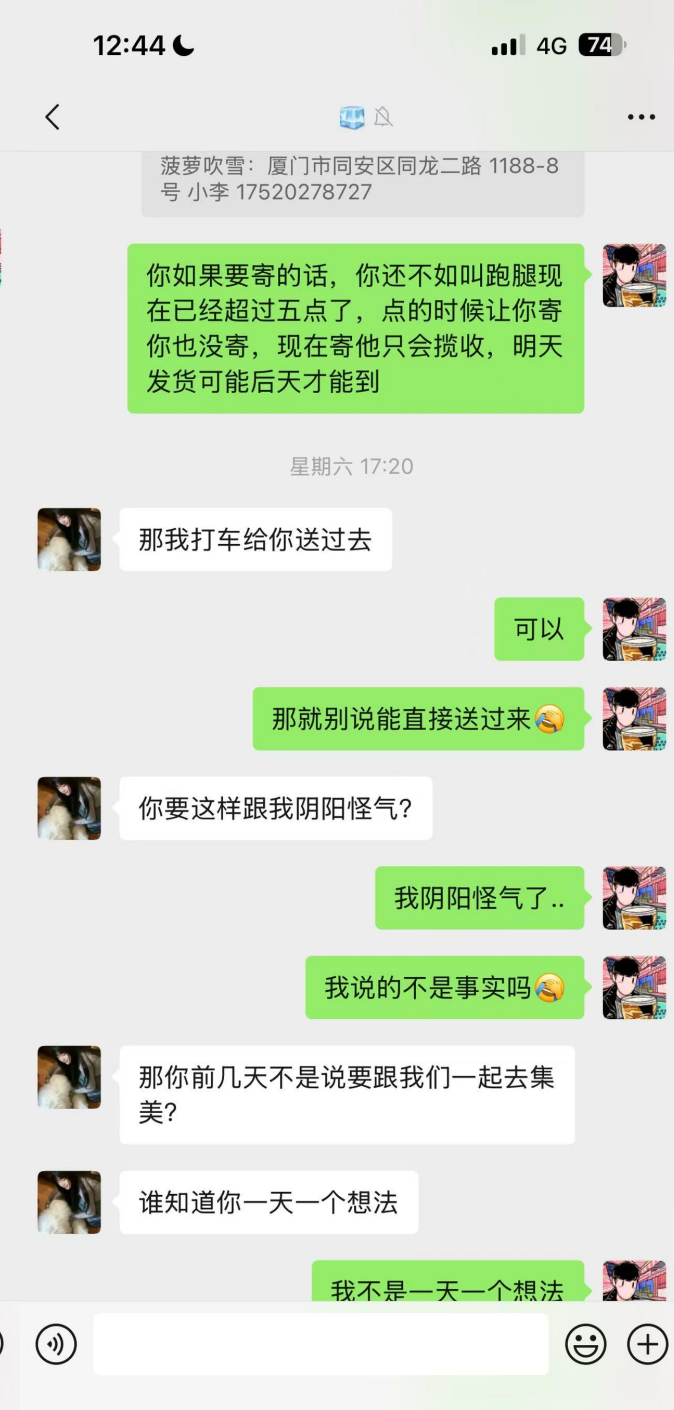 12:44
4G
74
菠萝吹雪：厦门市同安区同龙二路 1188-8
号 小李 17520278727
你如果要寄的话，你还不如叫跑腿现
在已经超过五点了，点的时候让你寄
你也没寄，现在寄他只会揽收，明天
发货可能后天才能到
星期六 17:20
那我打车给你送过去
可以
那就别说能直接送过来😂
你要这样跟我阴阳怪气?
我阴阳怪气了..
我说的不是事实吗😂
那你前几天不是说要跟我们一起去集
美?
谁知道你一天一个想法
我不是一天一个想法